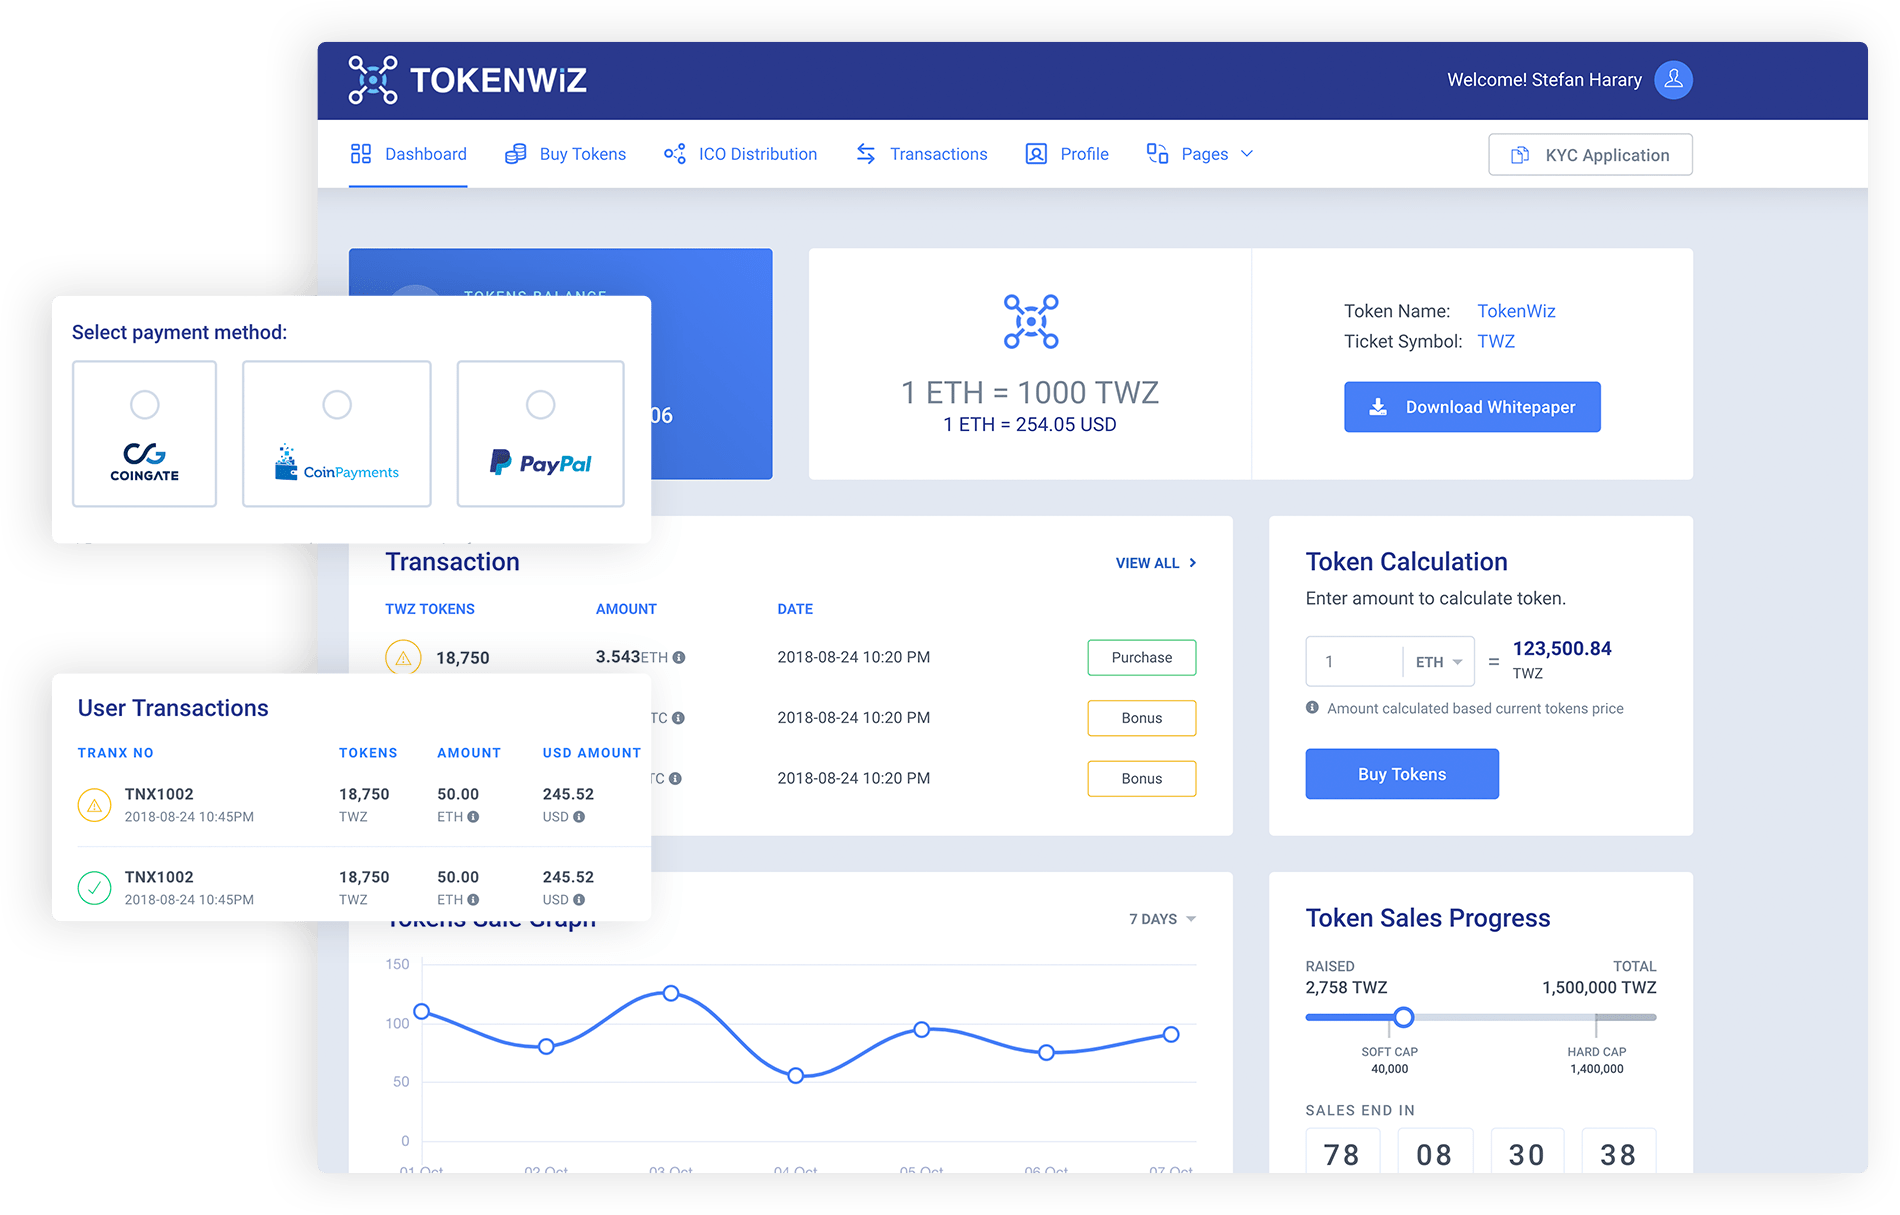 TOKENWiZ
Welcome! Stefan Harary
Dashboard
Buy Tokens
ICO Distribution
Transactions
Profile
Pages
KYC Application
TOKENS BALANCE
06
Select payment method:
COINGATE
CoinPayments
PayPal
1 ETH = 1000 TWZ
1 ETH = 254.05 USD
Token Name: TokenWiz
Ticket Symbol: TWZ
Download Whitepaper
Transaction
VIEW ALL
TWZ TOKENS AMOUNT DATE
18,750 3.543ETH 2018-08-24 10:20 PM Purchase
TC 2018-08-24 10:20 PM Bonus
TC 2018-08-24 10:20 PM Bonus
Token Calculation
Enter amount to calculate token.
1 ETH = 123,500.84
TWZ
Amount calculated based current tokens price
Buy Tokens
User Transactions
TRANX NO TOKENS AMOUNT USD AMOUNT
TNX1002 18,750 50.00 245.52
2018-08-24 10:45PM TWZ ETH USD
TNX1002 18,750 50.00 245.52
2018-08-24 10:45PM TWZ ETH USD
Tokens Sale Graph
7 DAYS
150
100
50
0
01 Oct 02 Oct 03 Oct 04 Oct 05 Oct 06 Oct 07 Oct
Token Sales Progress
RAISED TOTAL
2,758 TWZ 1,500,000 TWZ
SOFT CAP HARD CAP
40,000 1,400,000
SALES END IN
78 08 30 38